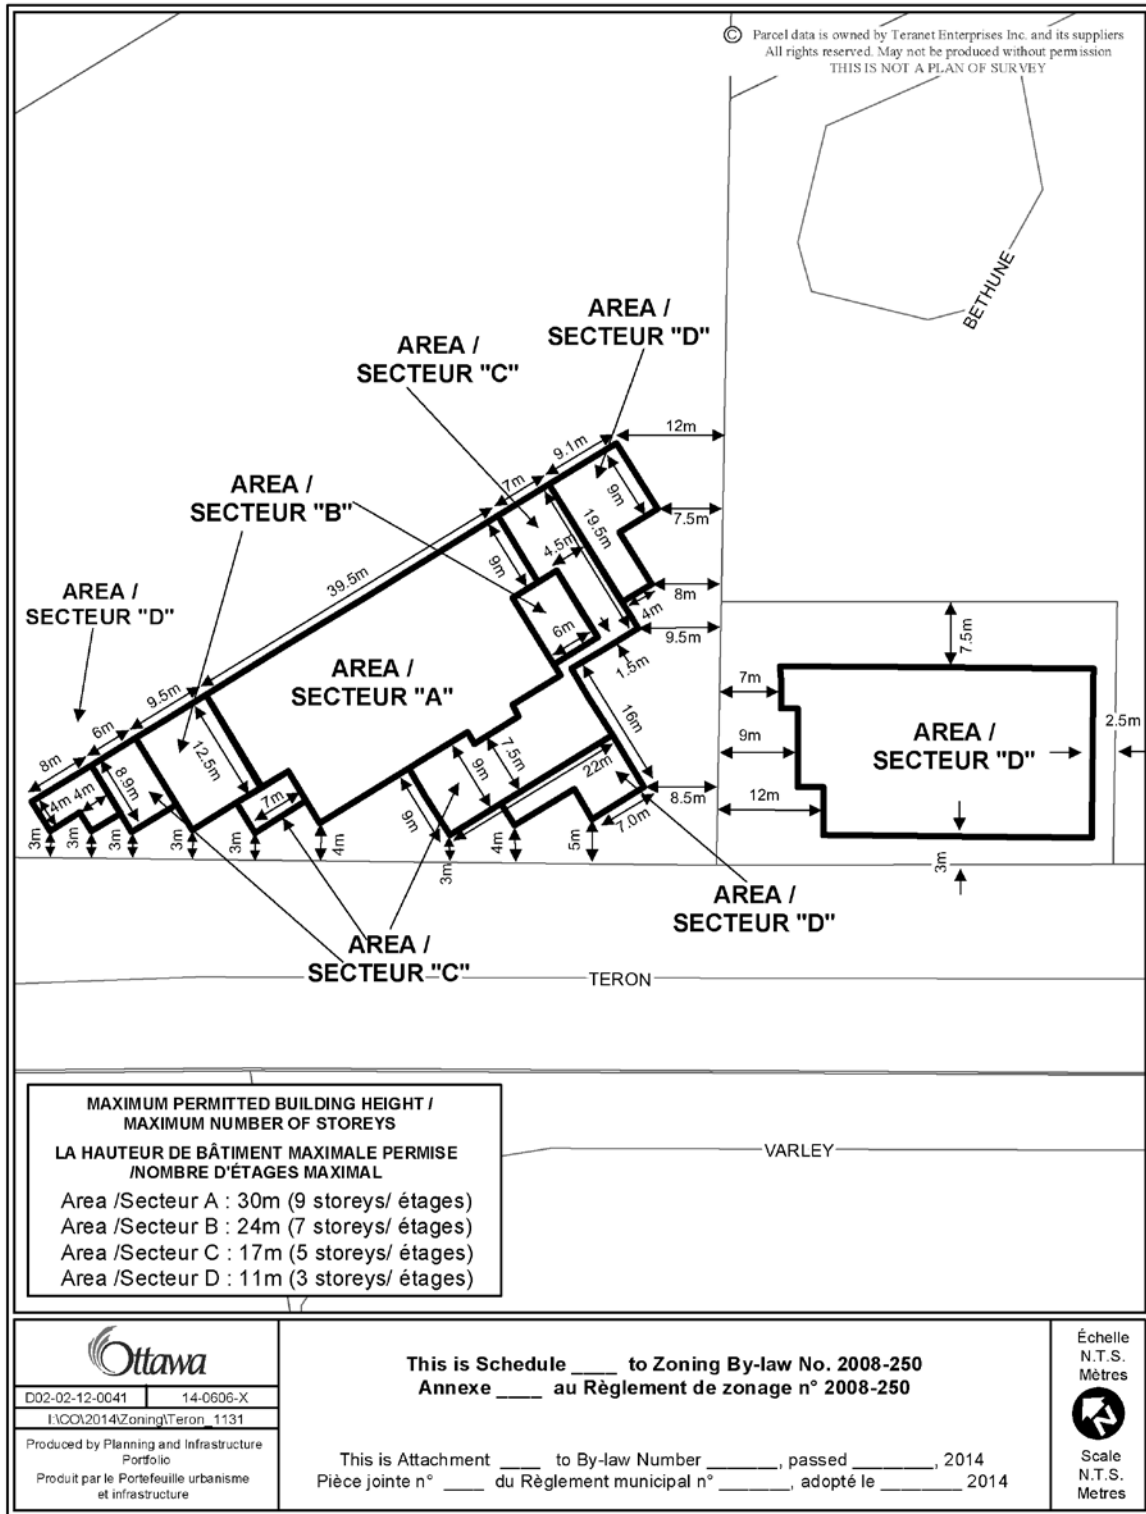 © Parcel data is owned by Teranet Enterprises Inc. and its suppliers
All rights reserved. May not be produced without permission
THIS IS NOT A PLAN OF SURVEY
BETHUNE
AREA /
SECTEUR "D"
AREA /
SECTEUR "C"
12m
9.1m
7m
9m
7.5m
AREA /
SECTEUR "B"
19.5m
4.5m
9m
39.5m
8m
4m
AREA /
SECTEUR "D"
6m
9.5m
1.5m
7.5m
AREA /
SECTEUR "A"
9.5m
7m
16m
2.5m
6m
12.5m
9m
AREA /
SECTEUR "D"
8m
8.9m
7.5m
9m
22m
4m 4m
7m
8.5m
12m
9m
7.0m
3m
3m
3m
3m
3m
4m
3m
4m
5m
3m
AREA /
SECTEUR "D"
AREA /
SECTEUR "C"
TERON
MAXIMUM PERMITTED BUILDING HEIGHT /
MAXIMUM NUMBER OF STOREYS
LA HAUTEUR DE BÂTIMENT MAXIMALE PERMISE
/NOMBRE D'ÉTAGES MAXIMAL
Area /Secteur A : 30m (9 storeys/ étages)
Area /Secteur B : 24m (7 storeys/ étages)
Area /Secteur C : 17m (5 storeys/ étages)
Area /Secteur D : 11m (3 storeys/ étages)
VARLEY
Ottawa
D02-02-12-0041 14-0606-X
I:\CO\2014\Zoning\Teron_1131
Produced by Planning and Infrastructure
Portfolio
Produit par le Portefeuille urbanisme
et infrastructure
This is Schedule ____ to Zoning By-law No. 2008-250
Annexe ____ au Règlement de zonage n° 2008-250
This is Attachment ____ to By-law Number _______, passed ________, 2014
Pièce jointe n° ____ du Règlement municipal n° _______, adopté le ________ 2014
Échelle
N.T.S.
Mètres
N
Scale
N.T.S.
Metres